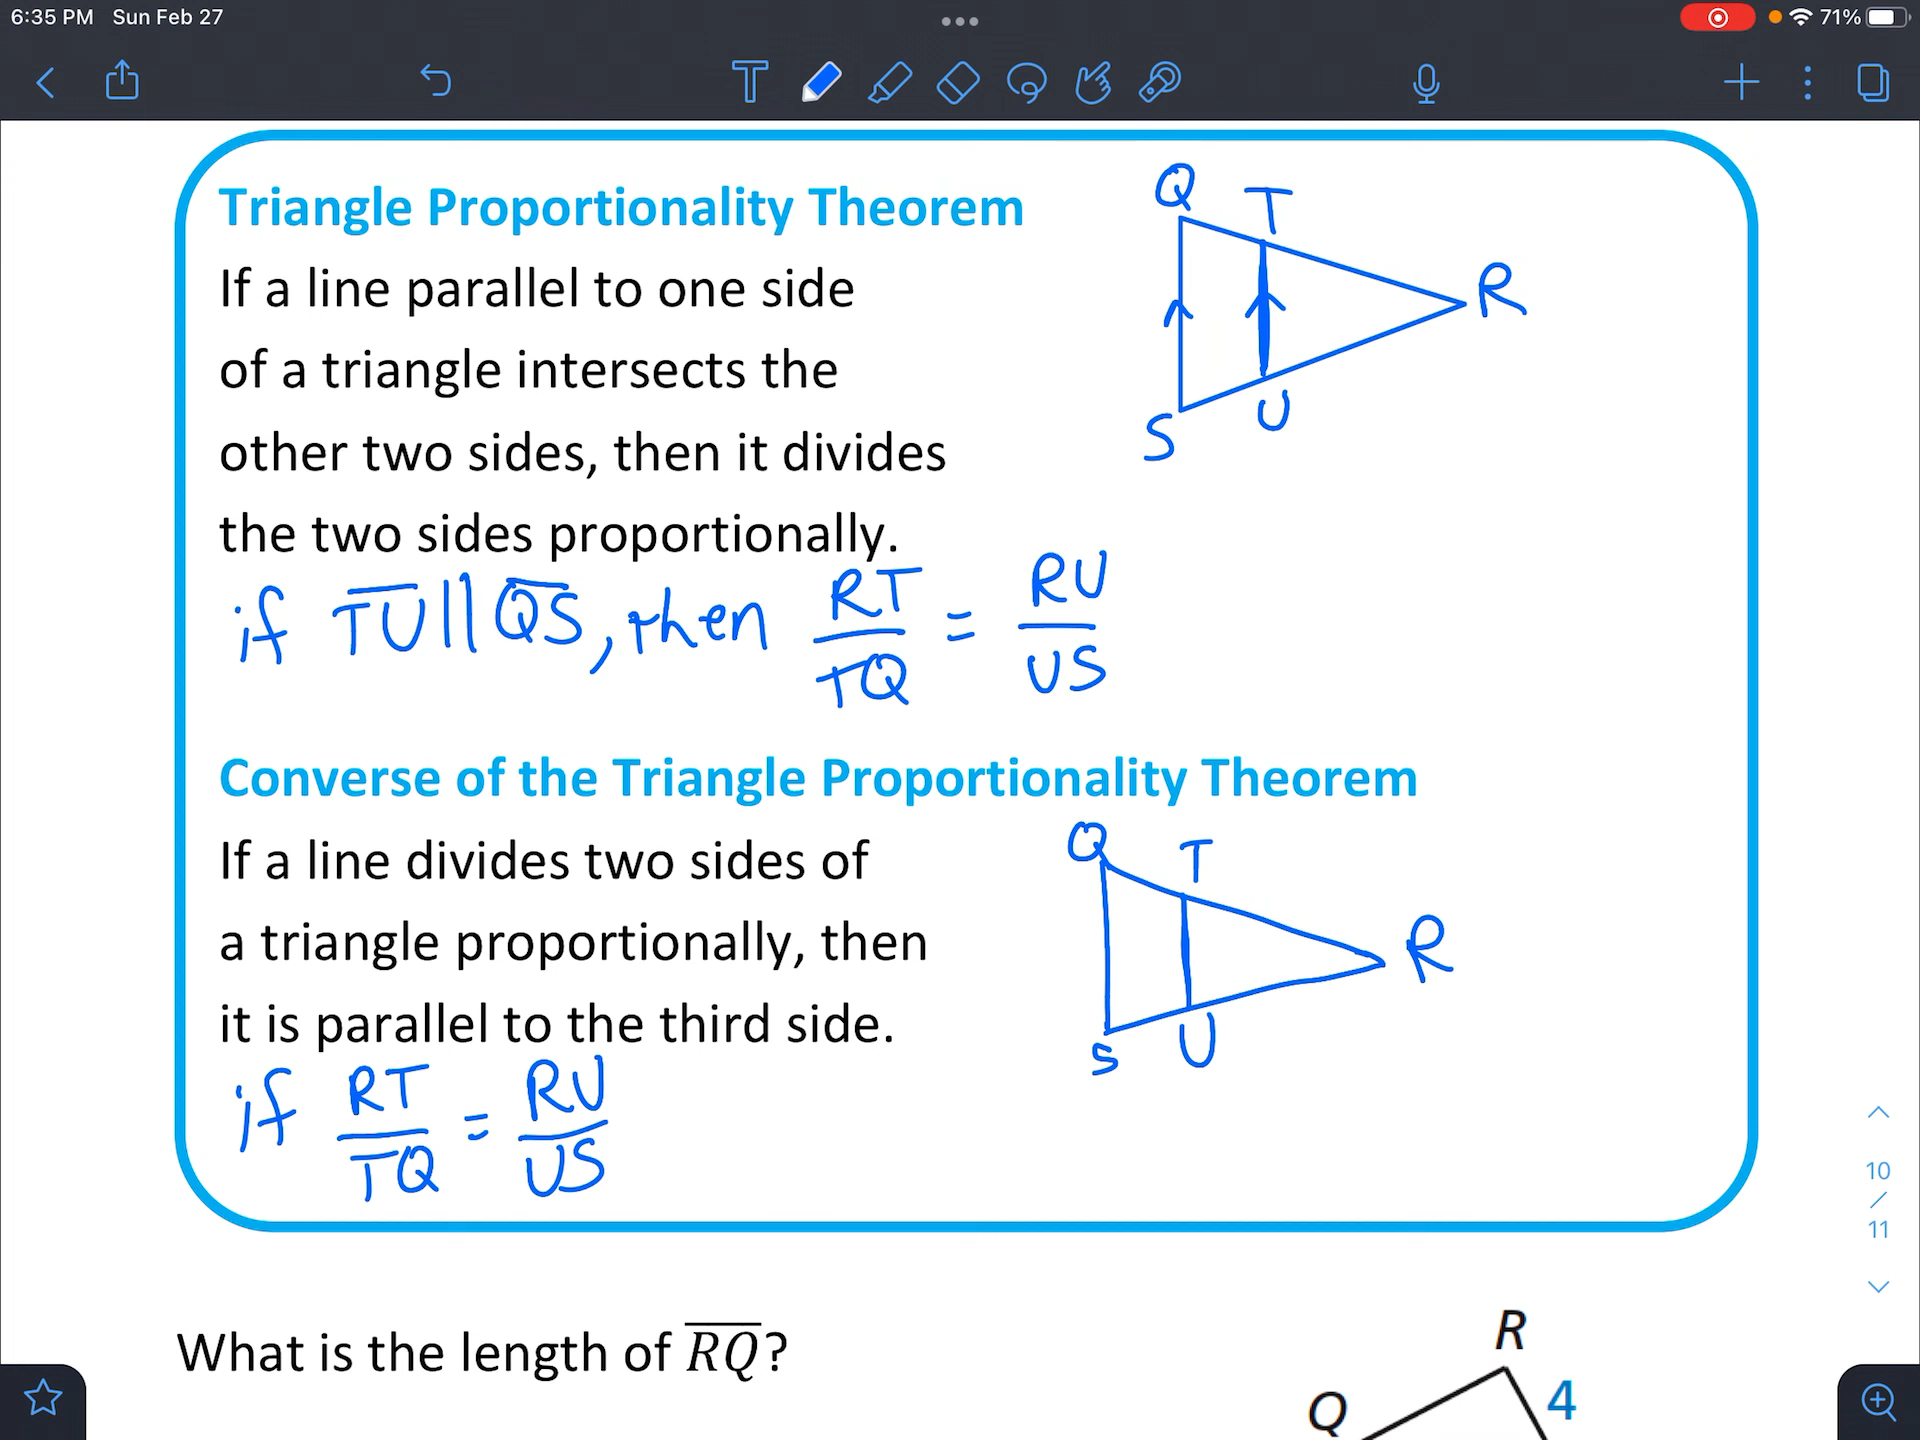 6:35 PM Sun Feb 27
71%
Triangle Proportionality Theorem
If a line parallel to one side
of a triangle intersects the
other two sides, then it divides
the two sides proportionally.
Q T
R
S U
if T̅U̅ || Q̅S̅, then RT/TQ = RU/US
Converse of the Triangle Proportionality Theorem
If a line divides two sides of
a triangle proportionally, then
it is parallel to the third side.
Q T
R
S U
if RT/TQ = RU/US
10
/
11
What is the length of R̅Q̅?
R
Q 4